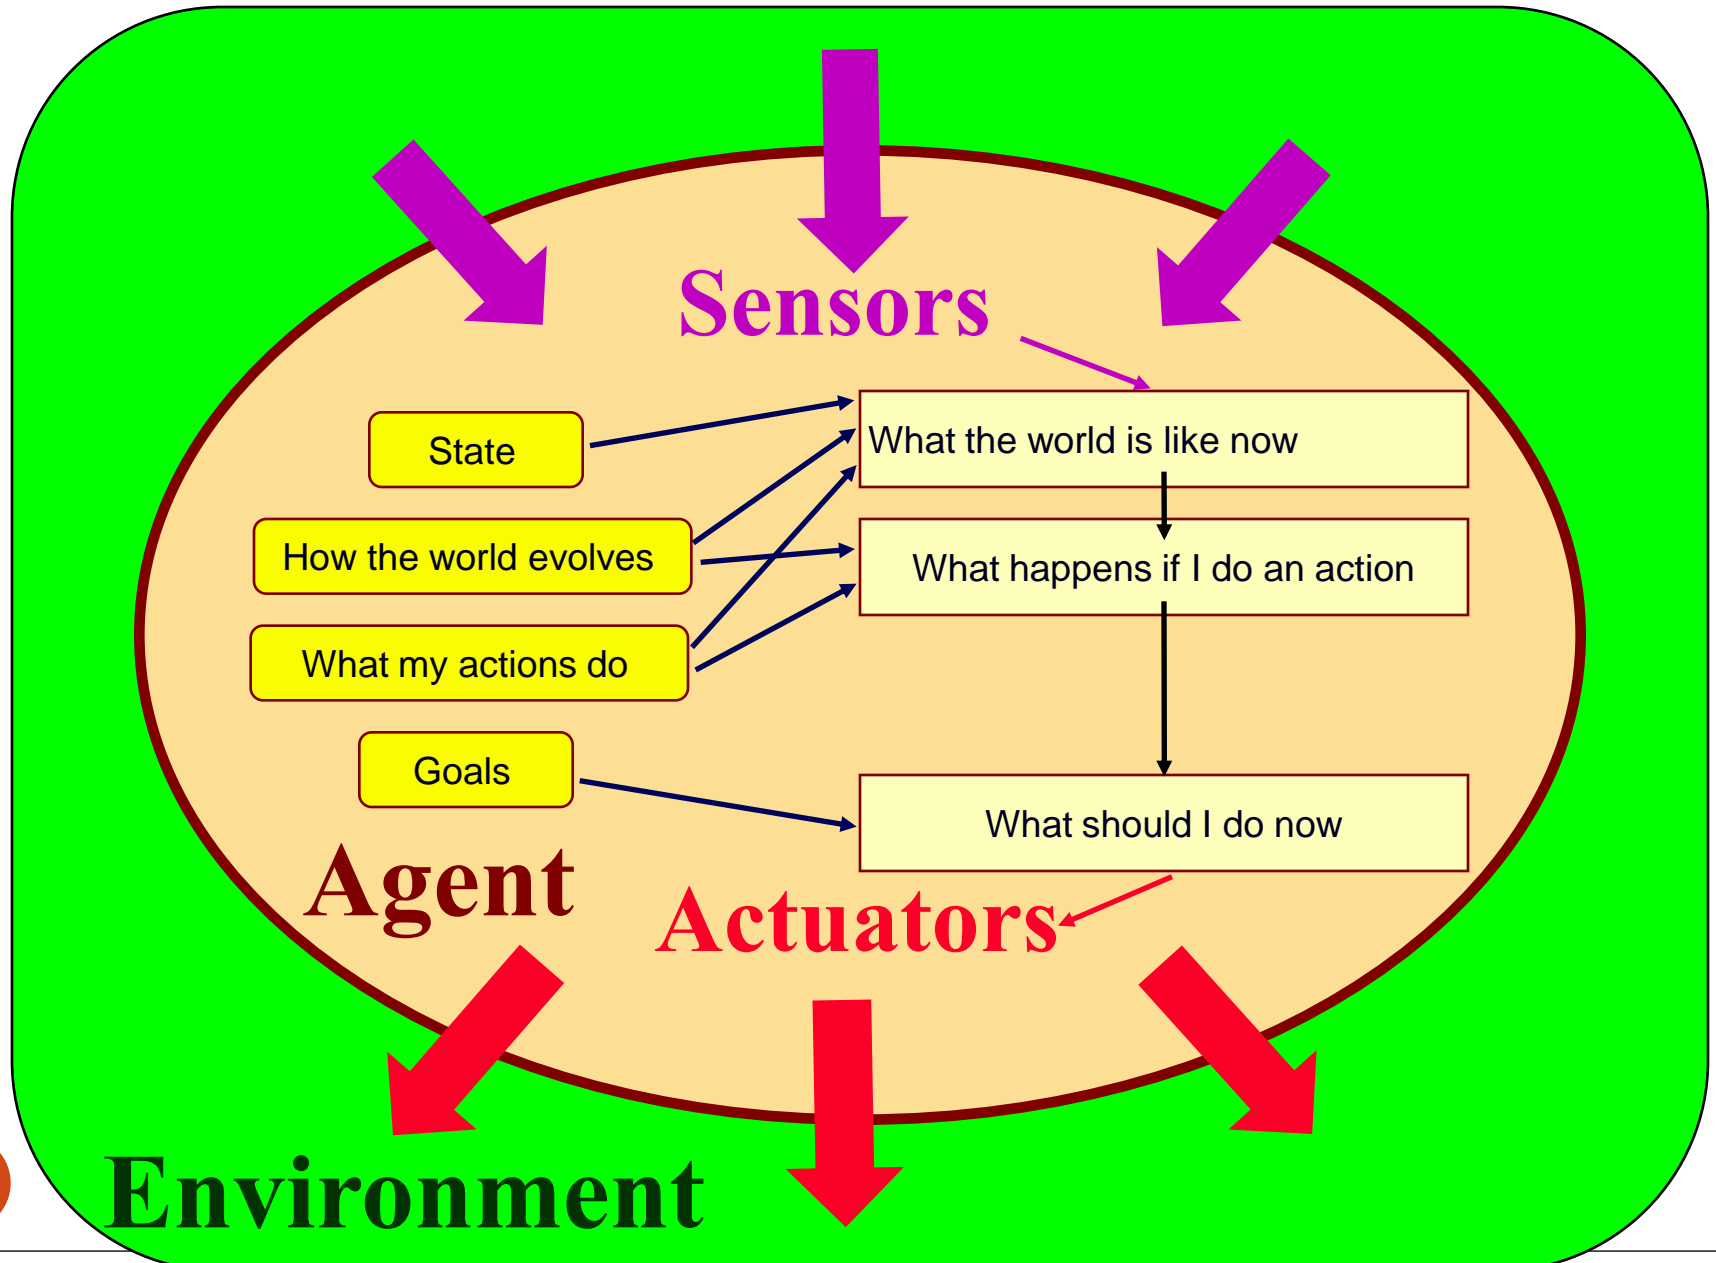 Sensors
State
What the world is like now
How the world evolves
What happens if I do an action
What my actions do
Goals
What should I do now
Agent
Actuators
Environment